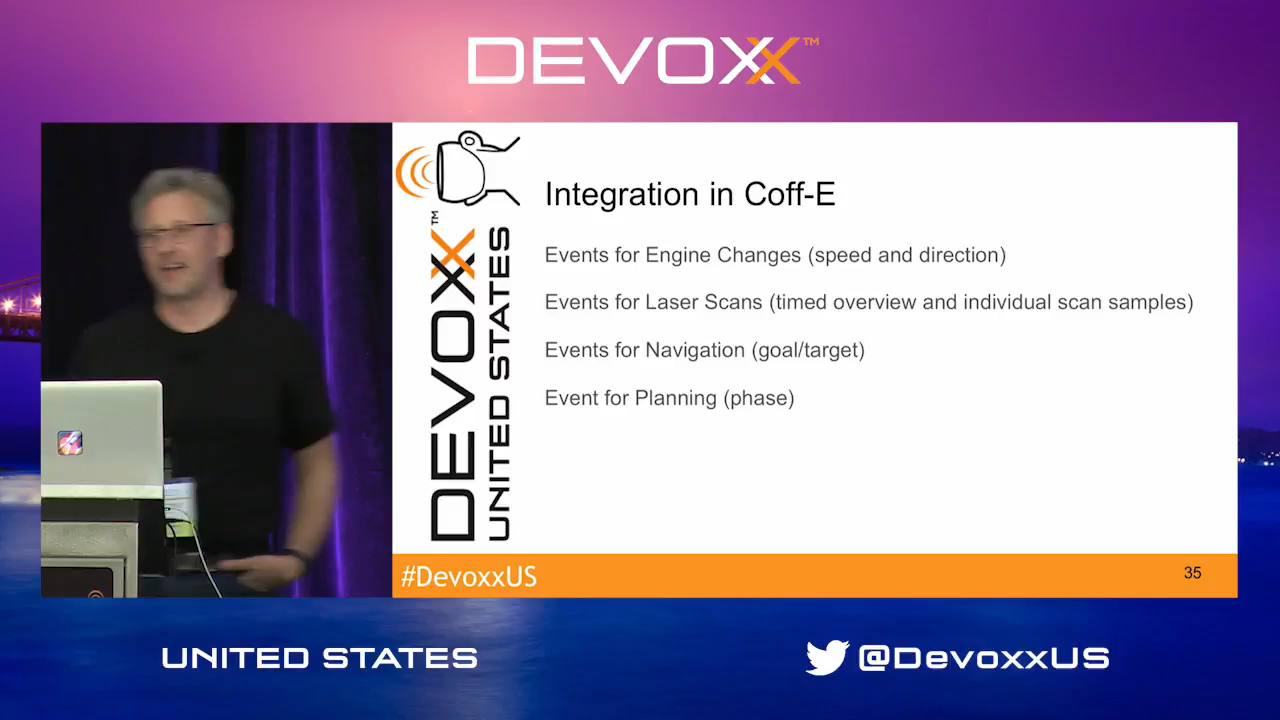 DEVOXX™
DEVOXX™
UNITED STATES
Integration in Coff-E
Events for Engine Changes (speed and direction)
Events for Laser Scans (timed overview and individual scan samples)
Events for Navigation (goal/target)
Event for Planning (phase)
#DevoxxUS
35
UNITED STATES
@DevoxxUS